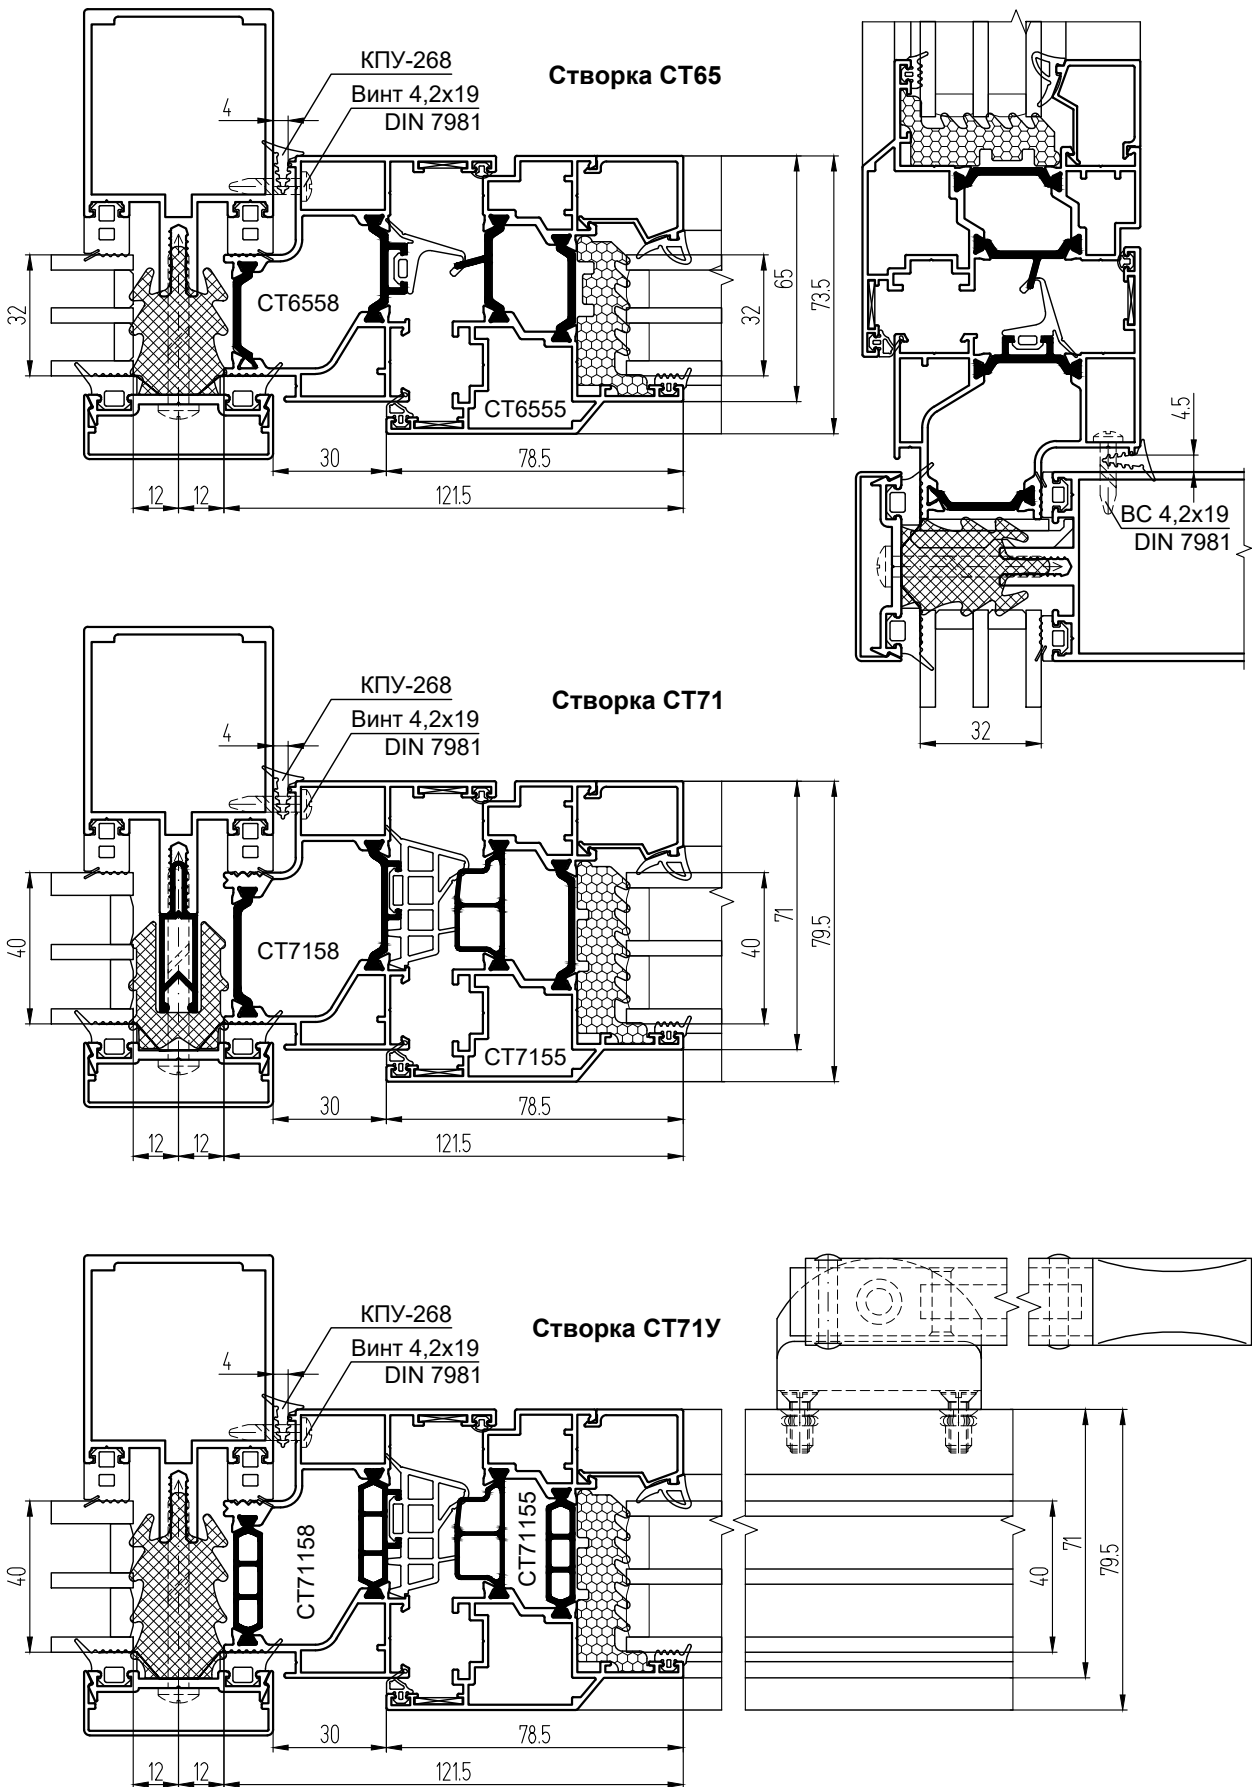 КПУ-268
Створка СТ65
4
Винт 4,2х19
DIN 7981
32
СТ6558
СТ6555
32
65
73.5
30
78.5
12
12
121.5
4.5
ВС 4,2х19
DIN 7981
32
КПУ-268
Створка СТ71
4
Винт 4,2х19
DIN 7981
40
СТ7158
СТ7155
40
71
79.5
30
78.5
12
12
121.5
КПУ-268
Створка СТ71У
4
Винт 4,2х19
DIN 7981
40
СТ71158
СТ71155
40
71
79.5
30
78.5
12
12
121.5